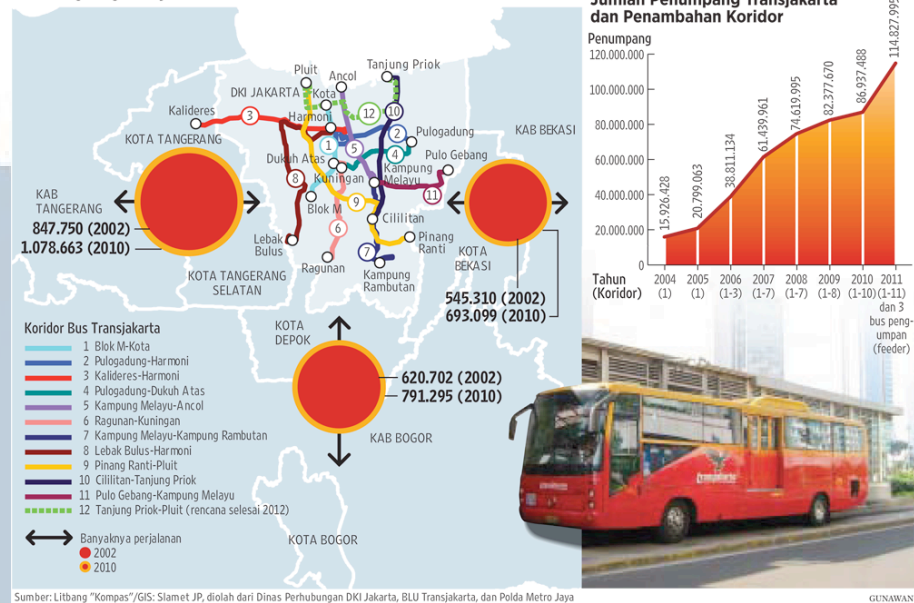 Jumlah Penumpang Transjakarta
dan Penambahan Koridor
Penumpang
120.000.000
100.000.000
80.000.000
60.000.000
40.000.000
20.000.000
0
15.926.428
20.799.063
38.811.134
61.439.961
74.619.995
82.377.670
86.937.488
114.827.995
Tahun
(Koridor)
2004
(1)
2005
(1)
2006
(1-3)
2007
(1-7)
2008
(1-7)
2009
(1-8)
2010
(1-10)
2011
(1-11)
dan 3
bus peng-
umpan
(feeder)
Pluit
Ancol
Tanjung Priok
DKI JAKARTA
Kota
Kalideres
3
Harmoni
12
10
KOTA TANGERANG
1
2
Pulogadung
KAB BEKASI
5
4
Dukuh Atas
Pulo Gebang
Kuningan
Kampung
Melayu
8
11
KAB
TANGERANG
847.750 (2002)
1.078.663 (2010)
Blok M
9
Cililitan
6
Lebak
Bulus
Pinang
Ranti
KOTA
BEKASI
7
Ragunan
Kampung
Rambutan
KOTA TANGERANG
SELATAN
545.310 (2002)
693.099 (2010)
KOTA
DEPOK
620.702 (2002)
791.295 (2010)
KAB BOGOR
KOTA BOGOR
Koridor Bus Transjakarta
1 Blok M-Kota
2 Pulogadung-Harmoni
3 Kalideres-Harmoni
4 Pulogadung-Dukuh Atas
5 Kampung Melayu-Ancol
6 Ragunan-Kuningan
7 Kampung Melayu-Kampung Rambutan
8 Lebak Bulus-Harmoni
9 Pinang Ranti-Pluit
10 Cililitan-Tanjung Priok
11 Pulo Gebang-Kampung Melayu
12 Tanjung Priok-Pluit (rencana selesai 2012)
Banyaknya perjalanan
2002
2010
Transjakarta
Sumber: Litbang "Kompas"/GIS: Slamet JP, diolah dari Dinas Perhubungan DKI Jakarta, BLU Transjakarta, dan Polda Metro Jaya
GUNAWAN